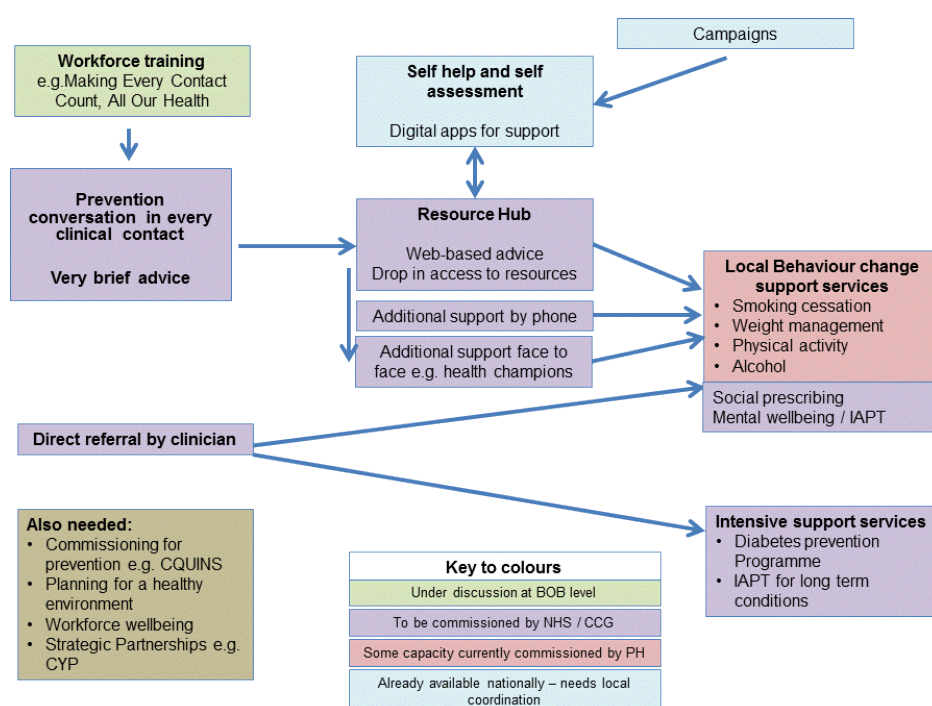 Campaigns
Workforce training
e.g.Making Every Contact
Count, All Our Health
Self help and self
assessment
Digital apps for support
Prevention
conversation in every
clinical contact
Very brief advice
Resource Hub
Web-based advice
Drop in access to resources
Additional support by phone
Additional support face to
face e.g. health champions
Local Behaviour change
support services
• Smoking cessation
• Weight management
• Physical activity
• Alcohol
Social prescribing
Mental wellbeing / IAPT
Direct referral by clinician
Also needed:
• Commissioning for
prevention e.g. CQUINS
• Planning for a healthy
environment
• Workforce wellbeing
• Strategic Partnerships e.g.
CYP
Intensive support services
• Diabetes prevention
Programme
• IAPT for long term
conditions
Key to colours
Under discussion at BOB level
To be commissioned by NHS / CCG
Some capacity currently commissioned by PH
Already available nationally – needs local
coordination